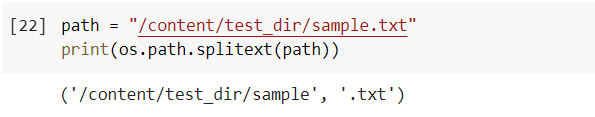 [22] path = "/content/test_dir/sample.txt"
print(os.path.splitext(path))
('/content/test_dir/sample', '.txt')